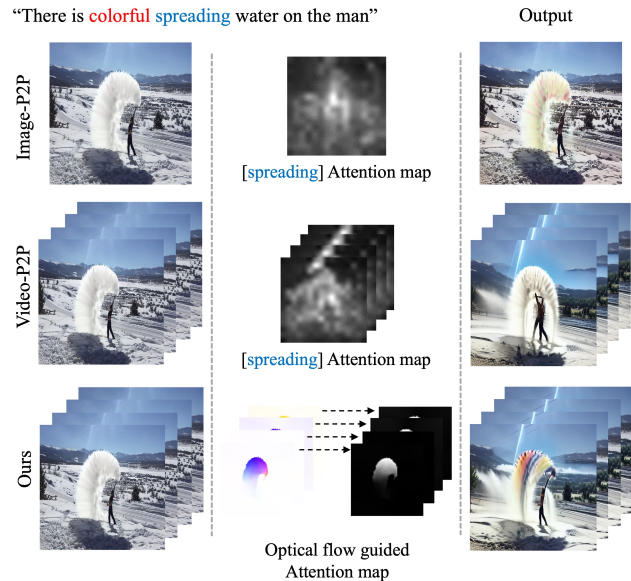 “There is colorful spreading water on the man”
Output
Image-P2P
[spreading] Attention map
Video-P2P
[spreading] Attention map
Ours
Optical flow guided
Attention map